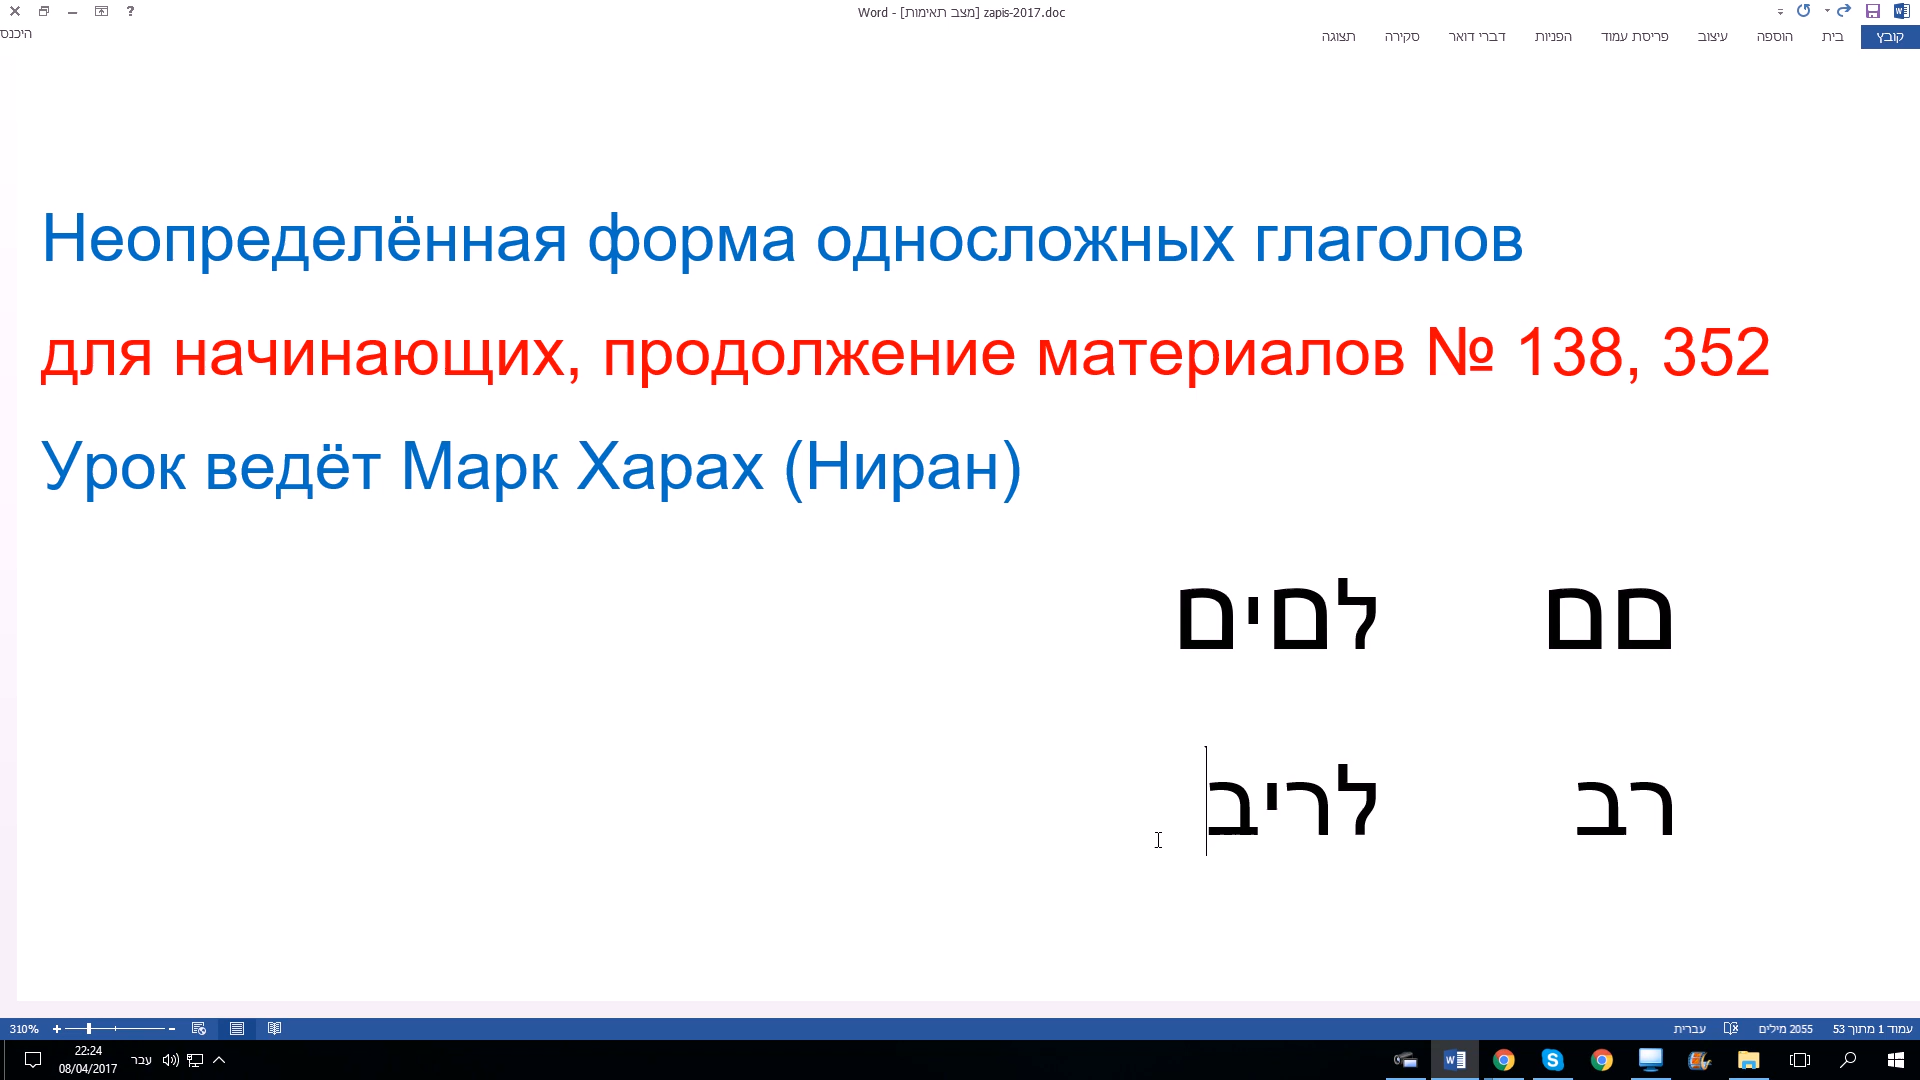 zapis-2017.doc [מצב תאימות] - Word
קובץ בית הוספה עיצוב פריסת עמוד הפניות דברי דואר סקירה תצוגה
היכנס
Неопределённая форма односложных глаголов
для начинающих, продолжение материалов № 138, 352
Урок ведёт Марк Харах (Ниран)
םם לםים
רב לריב
עמוד 1 מתוך 53 2055 מילים עברית
310%
22:24
עבר
08/04/2017